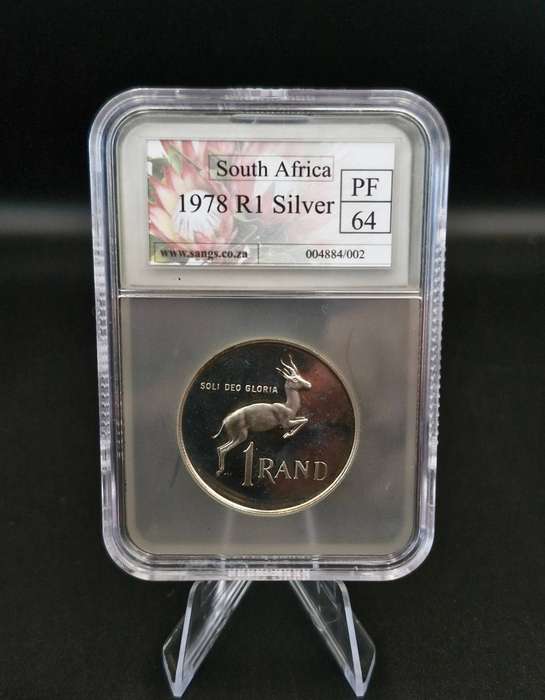 South Africa
1978 R1 Silver
PF
64
www.sangs.co.za
004884/002
SOLI DEO GLORIA
1 RAND